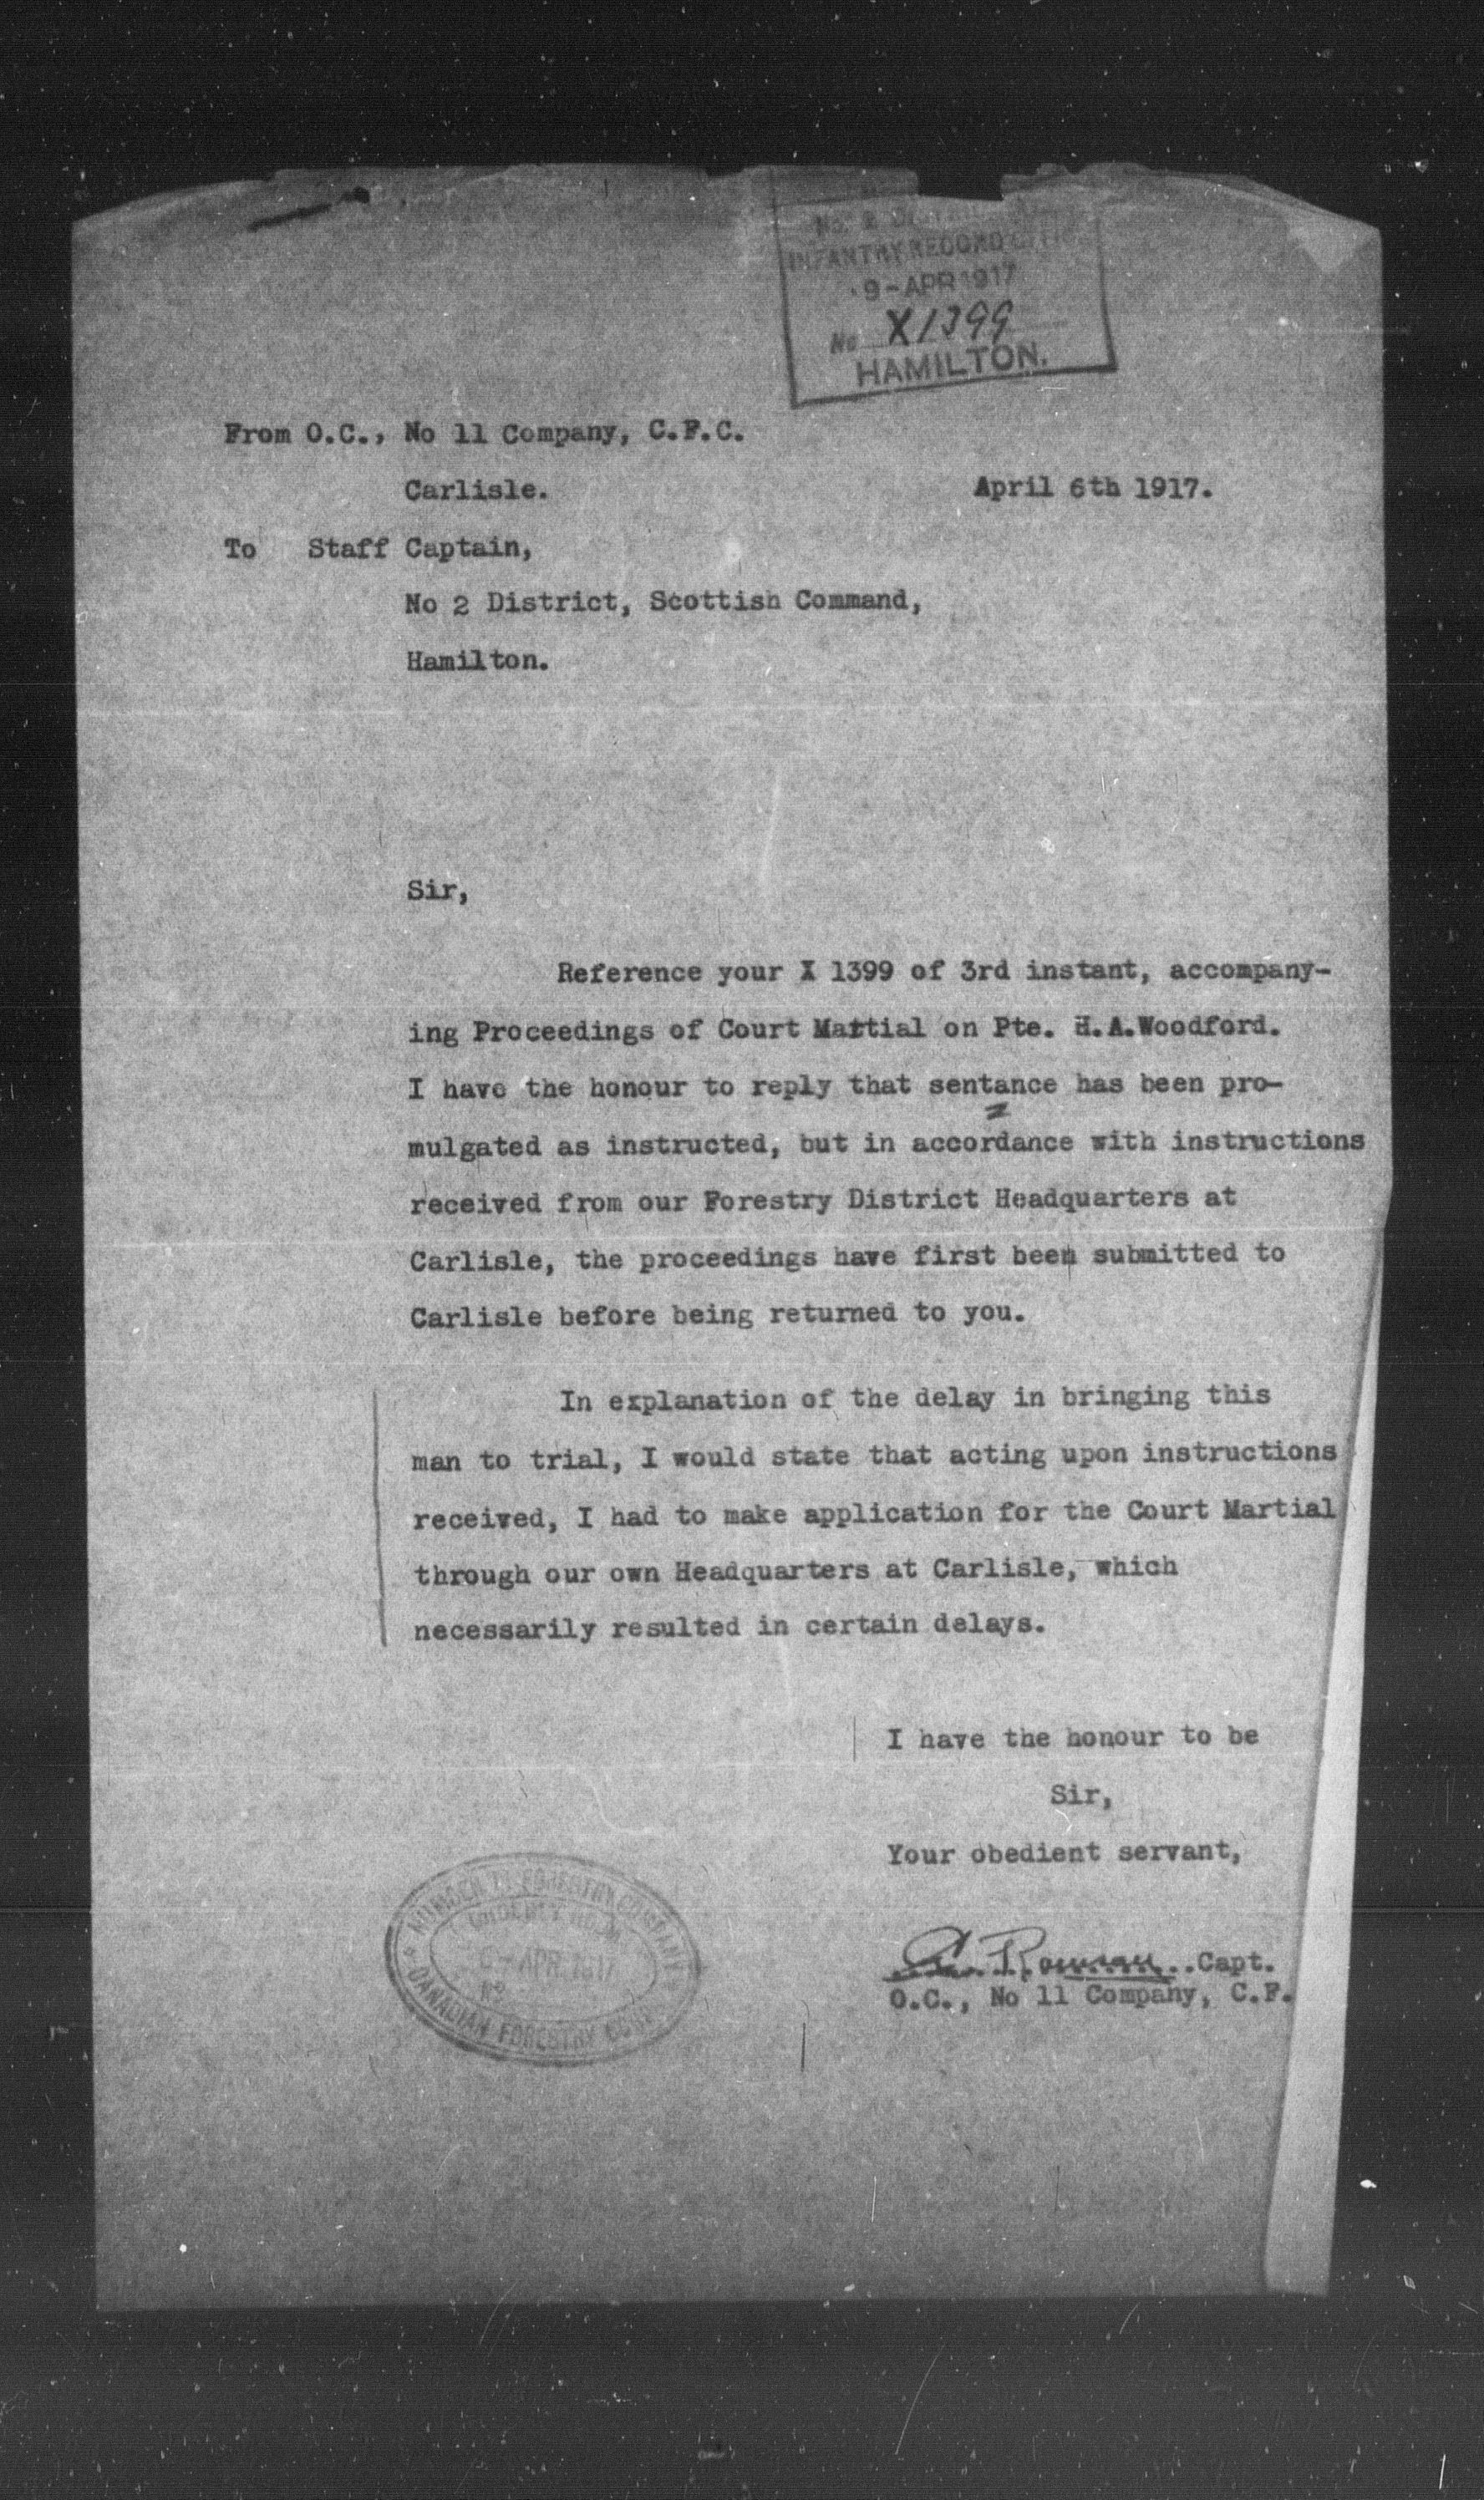 No. 2 District
INFANTRY RECORD OFFICE
9-APR 1917
No X1399
HAMILTON.
From O.C., No 11 Company, C.F.C.
Carlisle. April 6th 1917.
To Staff Captain,
No 2 District, Scottish Command,
Hamilton.
Sir,
Reference your X 1399 of 3rd instant, accompany-
ing Proceedings of Court Martial on Pte. H.A.Woodford.
I have the honour to reply that sentance has been pro-
mulgated as instructed, but in accordance with instructions
received from our Forestry District Headquarters at
Carlisle, the proceedings have first been submitted to
Carlisle before being returned to you.
In explanation of the delay in bringing this
man to trial, I would state that acting upon instructions
received, I had to make application for the Court Martial
through our own Headquarters at Carlisle, which
necessarily resulted in certain delays.
I have the honour to be
Sir,
Your obedient servant,
Capt.
O.C., No 11 Company, C.F.
NUMBER 11 FORESTRY COMPANY
ORDERLY ROOM
6-APR.1917
No
CANADIAN FORESTRY CORPS